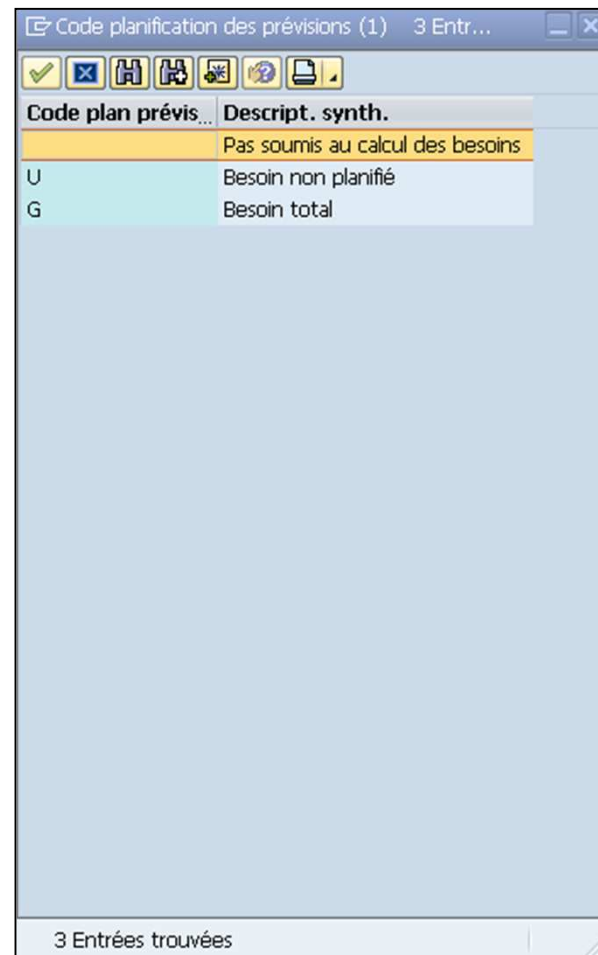 Code planification des prévisions (1) 3 Entr...
Code plan prévis... Descript. synth.
Pas soumis au calcul des besoins
U Besoin non planifié
G Besoin total
3 Entrées trouvées